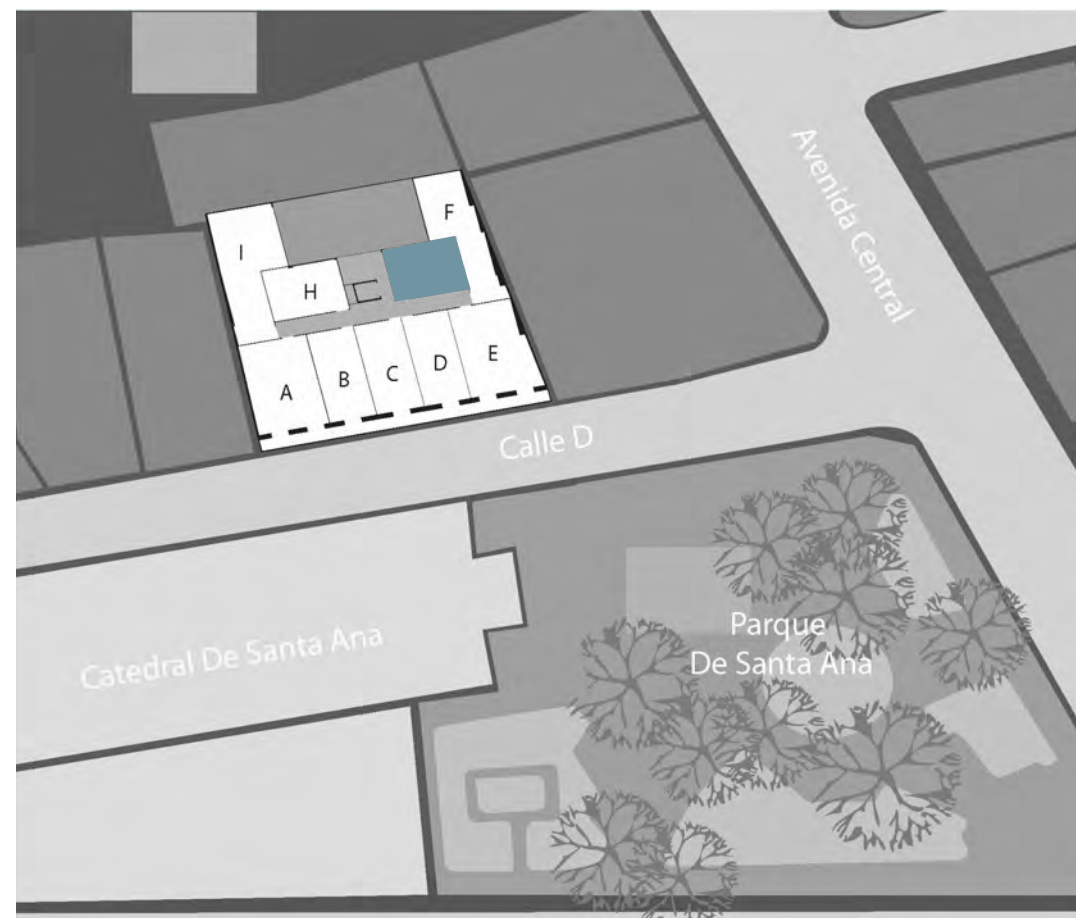 Avenida Central
F
I
H
E
D
C
B
A
Calle D
Parque
De Santa Ana
Catedral De Santa Ana